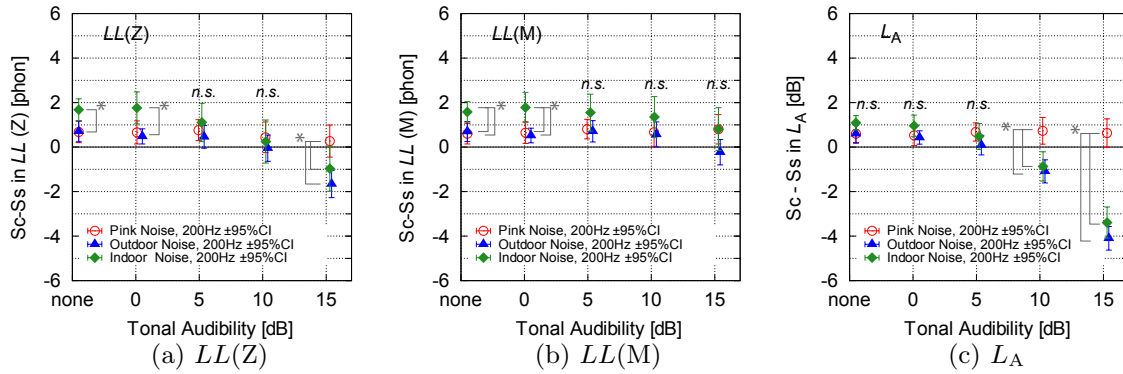 LL(Z)
Sc-Ss in LL (Z) [phon]
6
4
2
0
-2
-4
-6
*
*
n.s.
n.s.
*
Pink Noise, 200Hz ±95%CI
Outdoor Noise, 200Hz ±95%CI
Indoor Noise, 200Hz ±95%CI
none 0 5 10 15
Tonal Audibility [dB]
(a) LL(Z)
LL(M)
Sc-Ss in LL (M) [phon]
6
4
2
0
-2
-4
-6
*
*
n.s.
n.s.
n.s.
Pink Noise, 200Hz ±95%CI
Outdoor Noise, 200Hz ±95%CI
Indoor Noise, 200Hz ±95%CI
none 0 5 10 15
Tonal Audibility [dB]
(b) LL(M)
LA
Sc - Ss in LA [dB]
6
4
2
0
-2
-4
-6
n.s.
n.s.
n.s.
*
*
Pink Noise, 200Hz ±95%CI
Outdoor Noise, 200Hz ±95%CI
Indoor Noise, 200Hz ±95%CI
none 0 5 10 15
Tonal Audibility [dB]
(c) LA